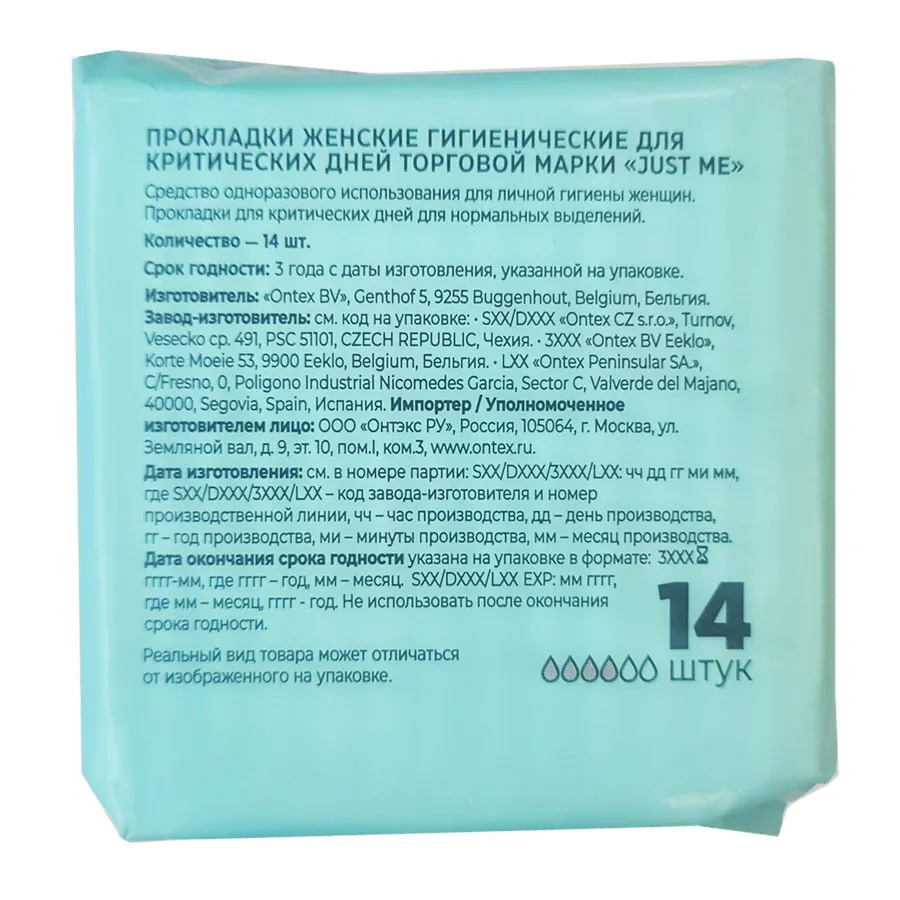 ПРОКЛАДКИ ЖЕНСКИЕ ГИГИЕНИЧЕСКИЕ ДЛЯ
КРИТИЧЕСКИХ ДНЕЙ ТОРГОВОЙ МАРКИ «JUST ME»
Средство одноразового использования для личной гигиены женщин.
Прокладки для критических дней для нормальных выделений.
Количество – 14 шт.
Срок годности: 3 года с даты изготовления, указанной на упаковке.
Изготовитель: «Ontex BV», Genthof 5, 9255 Buggenhout, Belgium, Бельгия.
Завод-изготовитель: см. код на упаковке: • SXX/DXXX «Ontex CZ s.r.o.», Turnov,
Vesecko cp. 491, PSC 51101, CZECH REPUBLIC, Чехия. • 3XXX «Ontex BV Eeklo»,
Korte Moeie 53, 9900 Eeklo, Belgium, Бельгия. • LXX «Ontex Peninsular SA.»,
C/Fresno, 0, Poligono Industrial Nicomedes Garcia, Sector C, Valverde del Majano,
40000, Segovia, Spain, Испания. Импортер / Уполномоченное
изготовителем лицо: ООО «Онтэкс РУ», Россия, 105064, г. Москва, ул.
Земляной вал, д. 9, эт. 10, пом.I, ком.3, www.ontex.ru.
Дата изготовления: см. в номере партии: SXX/DXXX/3XXX/LXX: чч дд гг ми мм,
где SXX/DXXX/3XXX/LXX – код завода-изготовителя и номер
производственной линии, чч – час производства, дд – день производства,
гг – год производства, ми – минуты производства, мм – месяц производства.
Дата окончания срока годности указана на упаковке в формате: 3XXX
гггг-мм, где гггг – год, мм – месяц. SXX/DXXX/LXX EXP: мм гггг,
где мм – месяц, гггг - год. Не использовать после окончания
срока годности.
Реальный вид товара может отличаться
от изображенного на упаковке.
14
штук